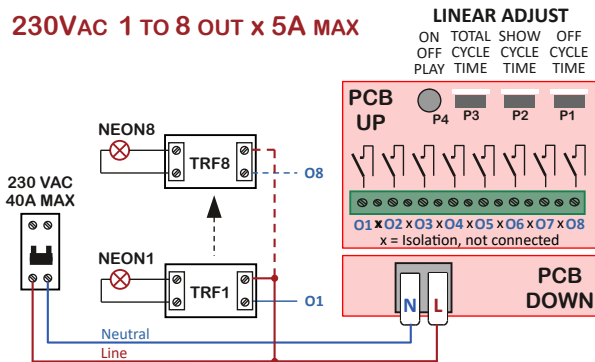 230VAC 1 TO 8 OUT x 5A MAX
LINEAR ADJUST
ON OFF PLAY
TOTAL CYCLE TIME
SHOW CYCLE TIME
OFF CYCLE TIME
PCB UP
P4
P3
P2
P1
NEON8
TRF8
O8
230 VAC
40A MAX
NEON1
TRF1
O1
O1 x O2 x O3 x O4 x O5 x O6 x O7 x O8
x = Isolation, not connected
PCB DOWN
N
L
Neutral
Line